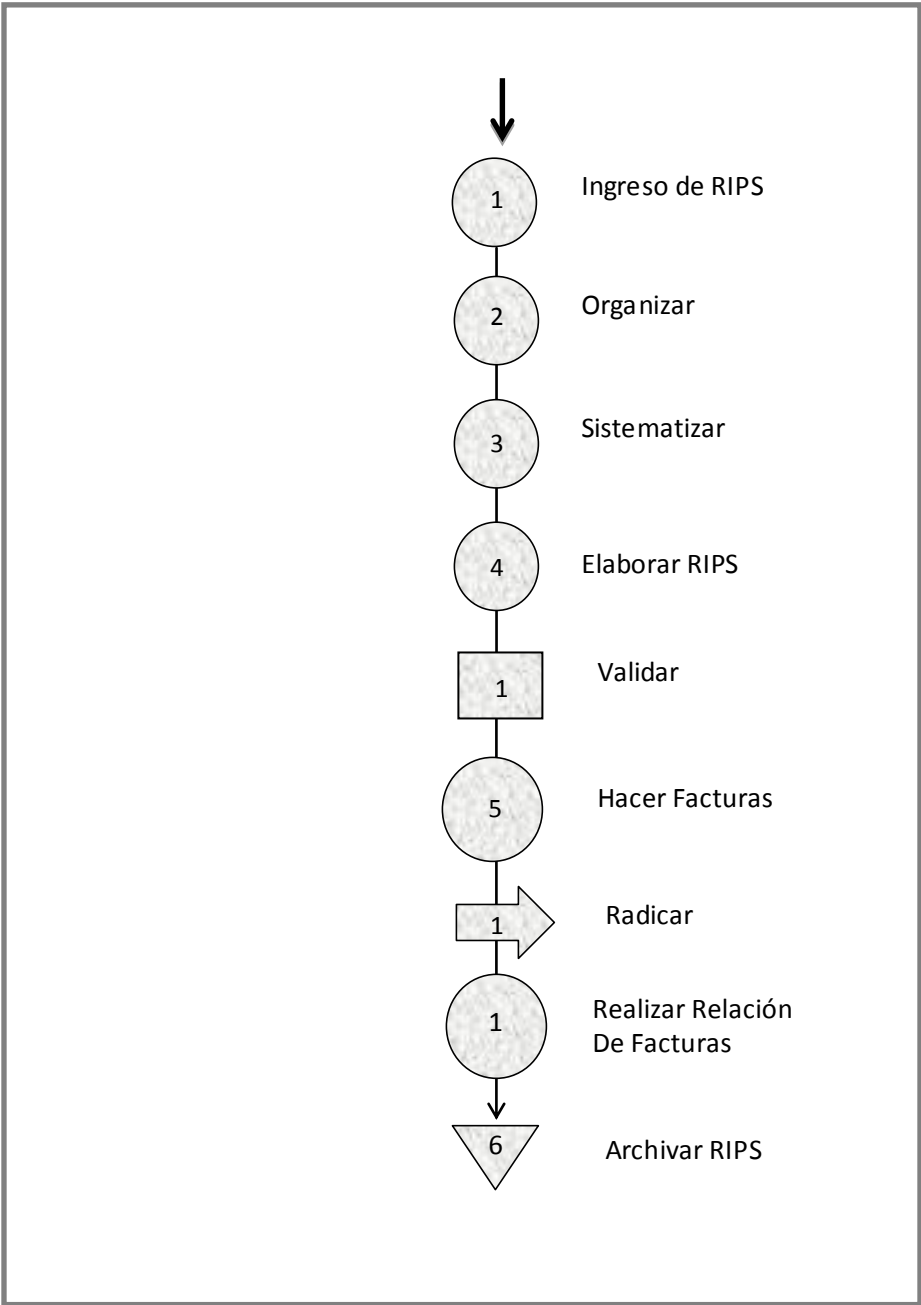 1 Ingreso de RIPS
2 Organizar
3 Sistematizar
4 Elaborar RIPS
1 Validar
5 Hacer Facturas
1 Radicar
1 Realizar Relación
De Facturas
6 Archivar RIPS